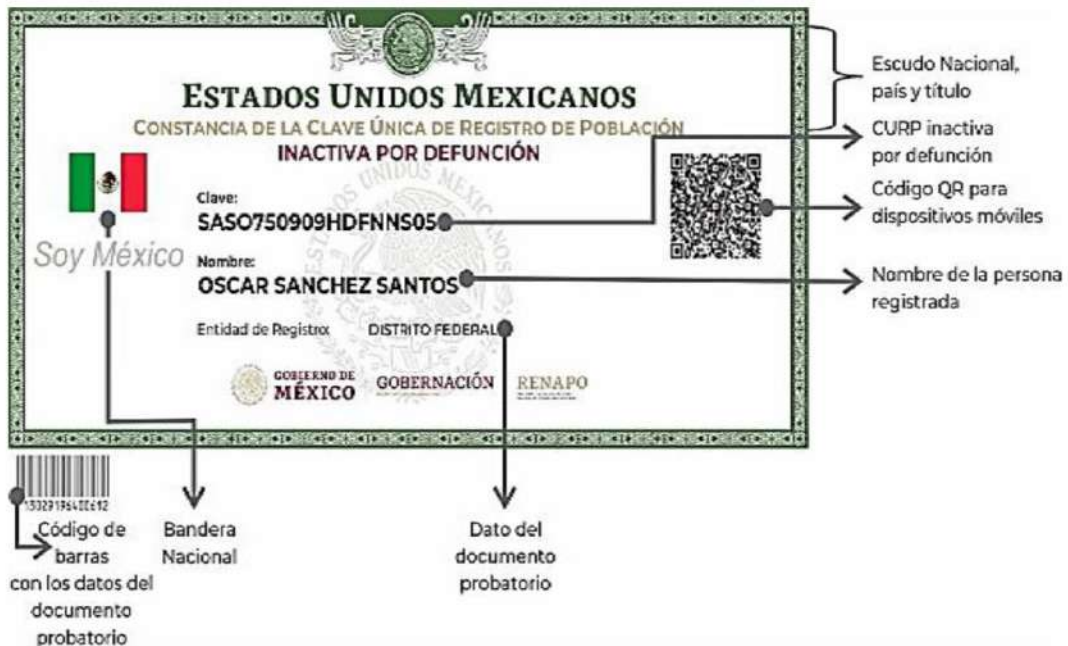 ESTADOS UNIDOS MEXICANOS
CONSTANCIA DE LA CLAVE ÚNICA DE REGISTRO DE POBLACIÓN
INACTIVA POR DEFUNCIÓN
Clave:
SASO750909HDFNNS05
Soy México
Nombre:
OSCAR SANCHEZ SANTOS
Entidad de Registro: DISTRITO FEDERAL
ESTADOS UNIDOS MEXICANOS
GOBIERNO DE
MÉXICO
GOBERNACIÓN
RENAPO
Escudo Nacional,
país y título
CURP inactiva
por defunción
Código QR para
dispositivos móviles
Nombre de la persona
registrada
Código de
barras
con los datos del
documento
probatorio
Bandera
Nacional
Dato del
documento
probatorio